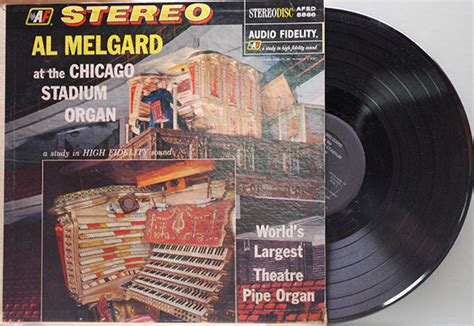 AF STEREO
STEREODISC AFSD 5886
AL MELGARD
at the CHICAGO
STADIUM
ORGAN
AUDIO FIDELITY
AF a study in high fidelity sound
a study in HIGH FIDELITY sound
World's
Largest
Theatre
Pipe Organ